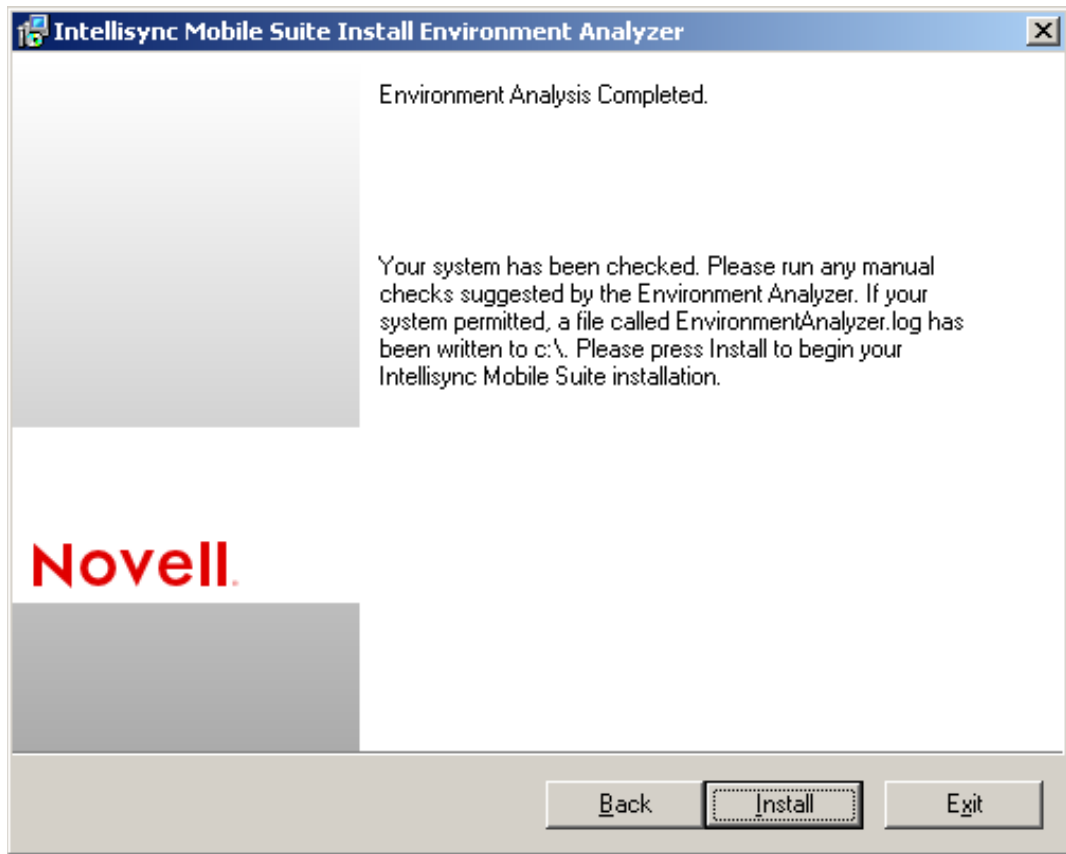 Intellisync Mobile Suite Install Environment Analyzer
Environment Analysis Completed.
Your system has been checked. Please run any manual
checks suggested by the Environment Analyzer. If your
system permitted, a file called EnvironmentAnalyzer.log has
been written to c:\. Please press Install to begin your
Intellisync Mobile Suite installation.
Novell.
Back
Install
Exit